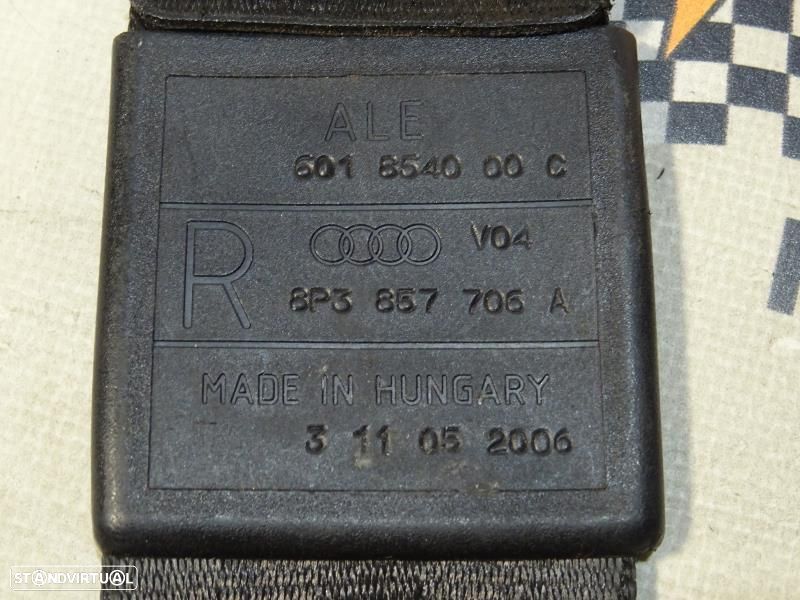 ALE
601 8540 00 C
R
V04
8P3 857 706 A
MADE IN HUNGARY
3 11 05 2006
STANDVIRTUAL